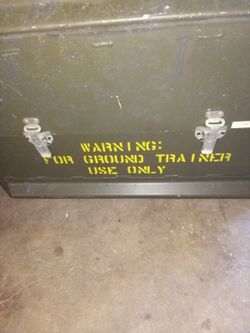 WARNING:
FOR GROUND TRAINER
USE ONLY